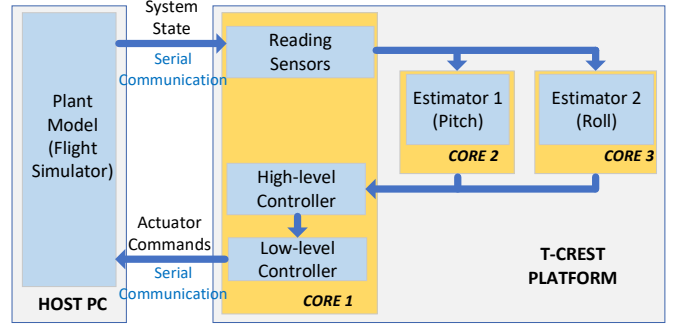 System
State
Serial
Communication
Plant
Model
(Flight
Simulator)
Actuator
Commands
Serial
Communication
HOST PC
Reading
Sensors
High-level
Controller
Low-level
Controller
CORE 1
Estimator 1
(Pitch)
CORE 2
Estimator 2
(Roll)
CORE 3
T-CREST
PLATFORM